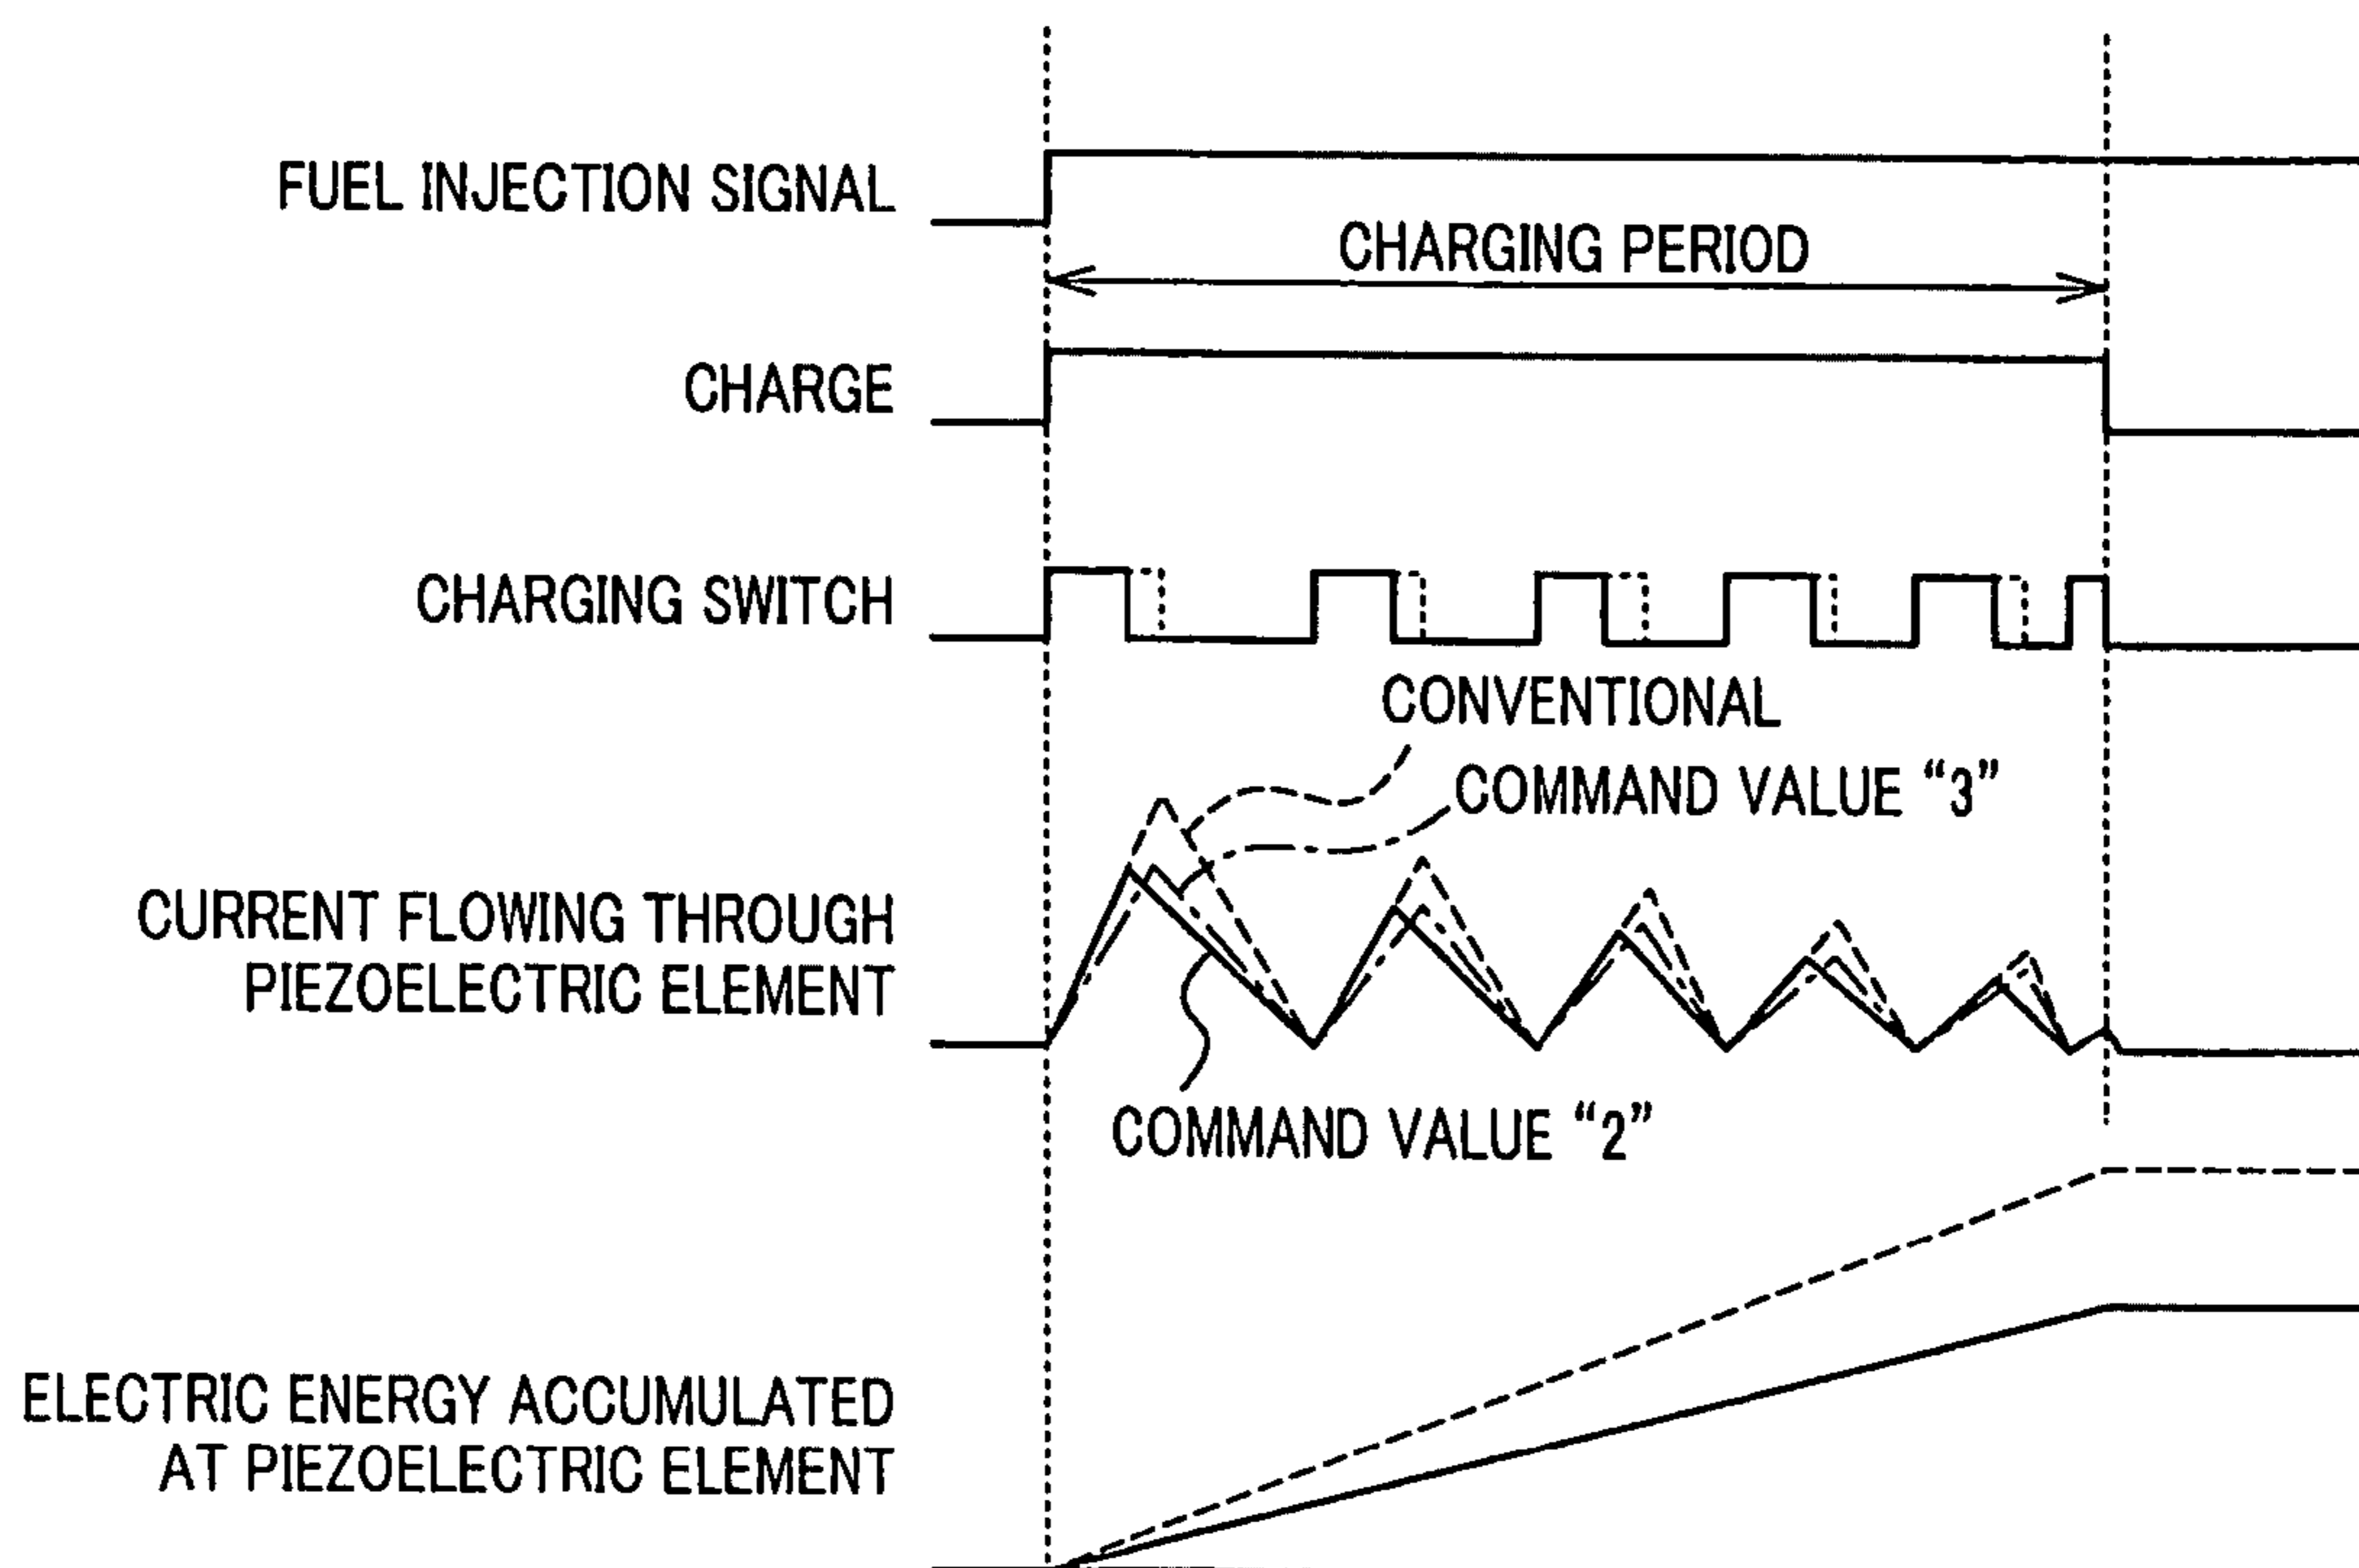 FUEL INJECTION SIGNAL
CHARGING PERIOD
CHARGE
CHARGING SWITCH
CONVENTIONAL
COMMAND VALUE “3”
CURRENT FLOWING THROUGH
PIEZOELECTRIC ELEMENT
COMMAND VALUE “2”
ELECTRIC ENERGY ACCUMULATED
AT PIEZOELECTRIC ELEMENT